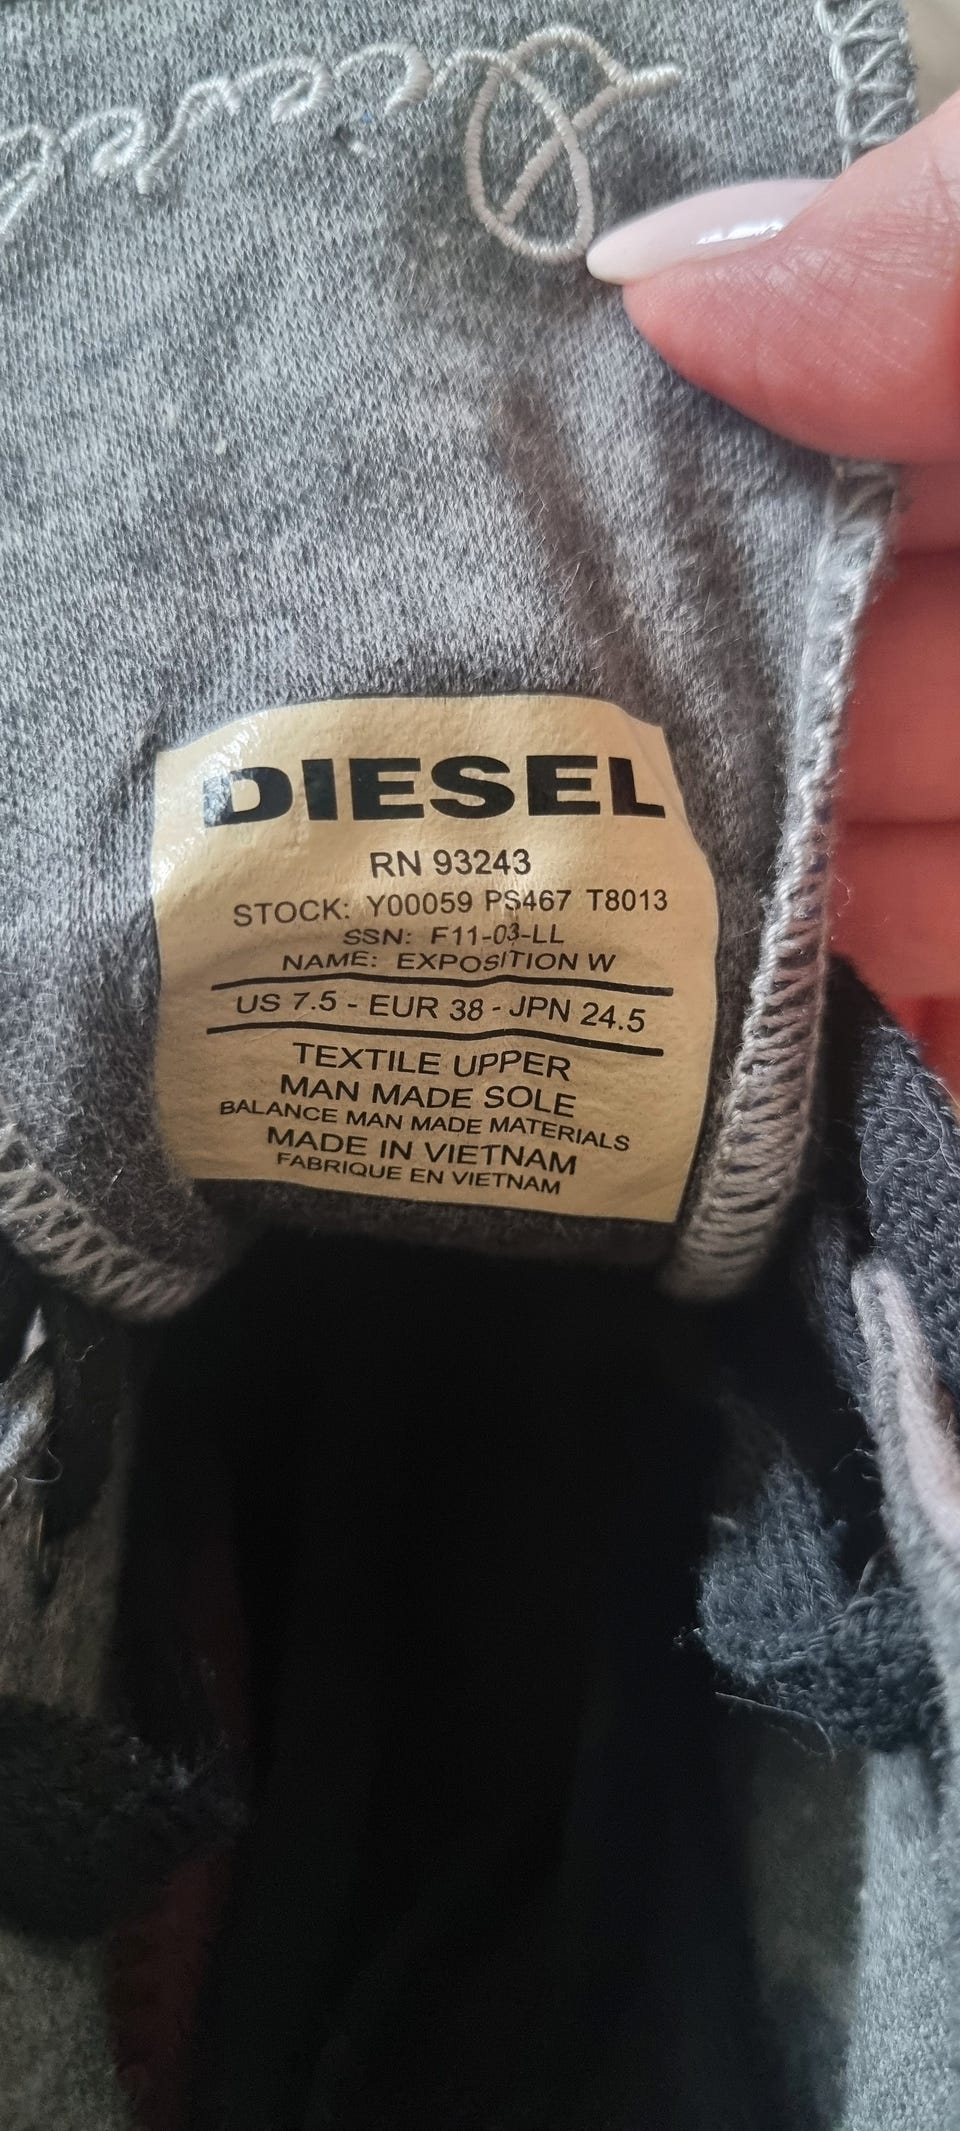 Diesel
DIESEL
RN 93243
STOCK: Y00059 PS467 T8013
SSN: F11-03-LL
NAME: EXPOSITION W
US 7.5 - EUR 38 - JPN 24.5
TEXTILE UPPER
MAN MADE SOLE
BALANCE MAN MADE MATERIALS
MADE IN VIETNAM
FABRIQUE EN VIETNAM